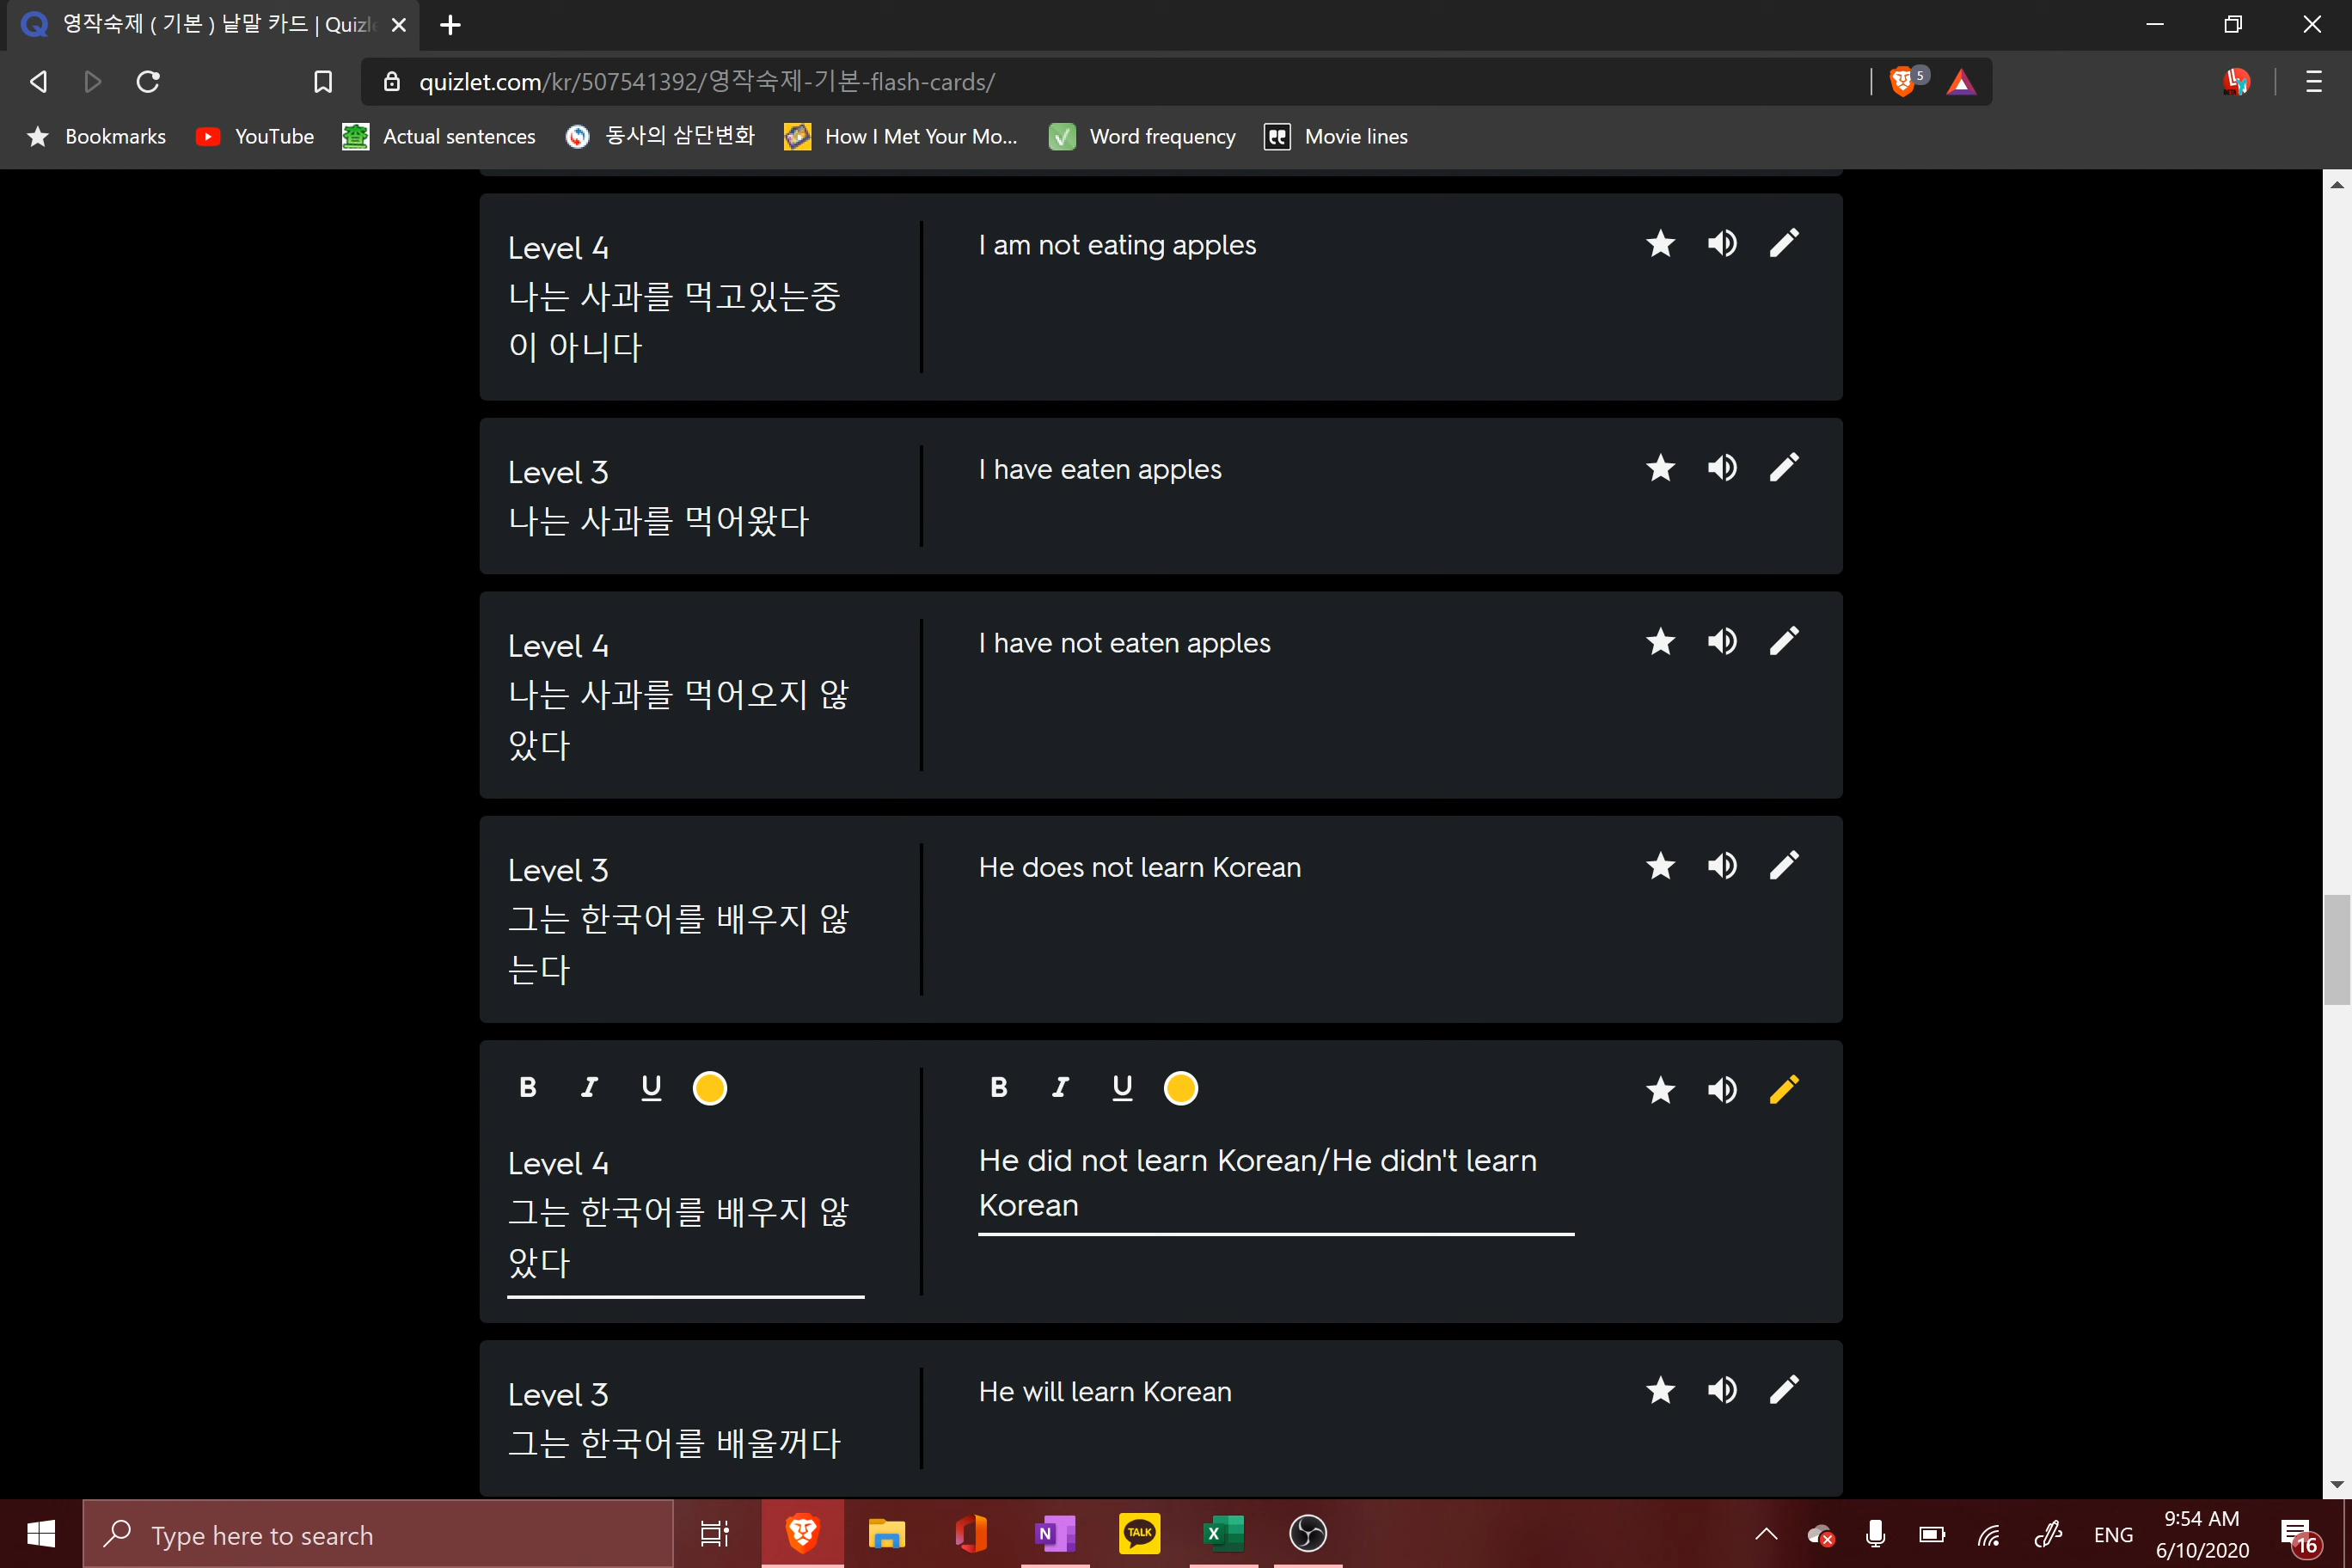 영작숙제 ( 기본 ) 낱말 카드 | Quizl
quizlet.com/kr/507541392/영작숙제-기본-flash-cards/
5
Bookmarks
YouTube
Actual sentences
동사의 삼단변화
How I Met Your Mo...
Word frequency
Movie lines
Level 4
나는 사과를 먹고있는중
이 아니다
I am not eating apples
Level 3
나는 사과를 먹어왔다
I have eaten apples
Level 4
나는 사과를 먹어오지 않
았다
I have not eaten apples
Level 3
그는 한국어를 배우지 않
는다
He does not learn Korean
B I U
B I U
Level 4
그는 한국어를 배우지 않
았다
He did not learn Korean/He didn't learn
Korean
Level 3
그는 한국어를 배울꺼다
He will learn Korean
Type here to search
N
TALK
X
ENG
9:54 AM
6/10/2020
16